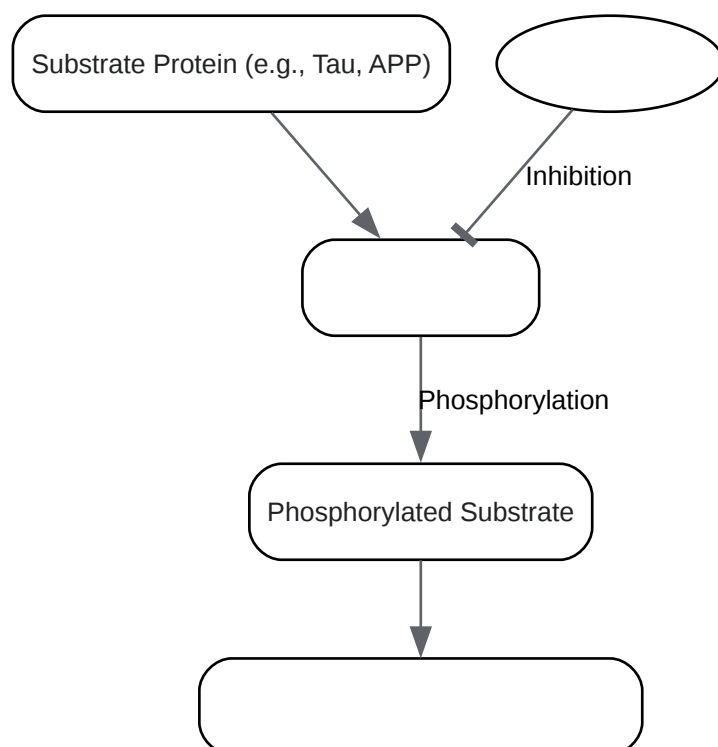 Substrate Protein (e.g., Tau, APP)
Inhibition
Phosphorylation
Phosphorylated Substrate